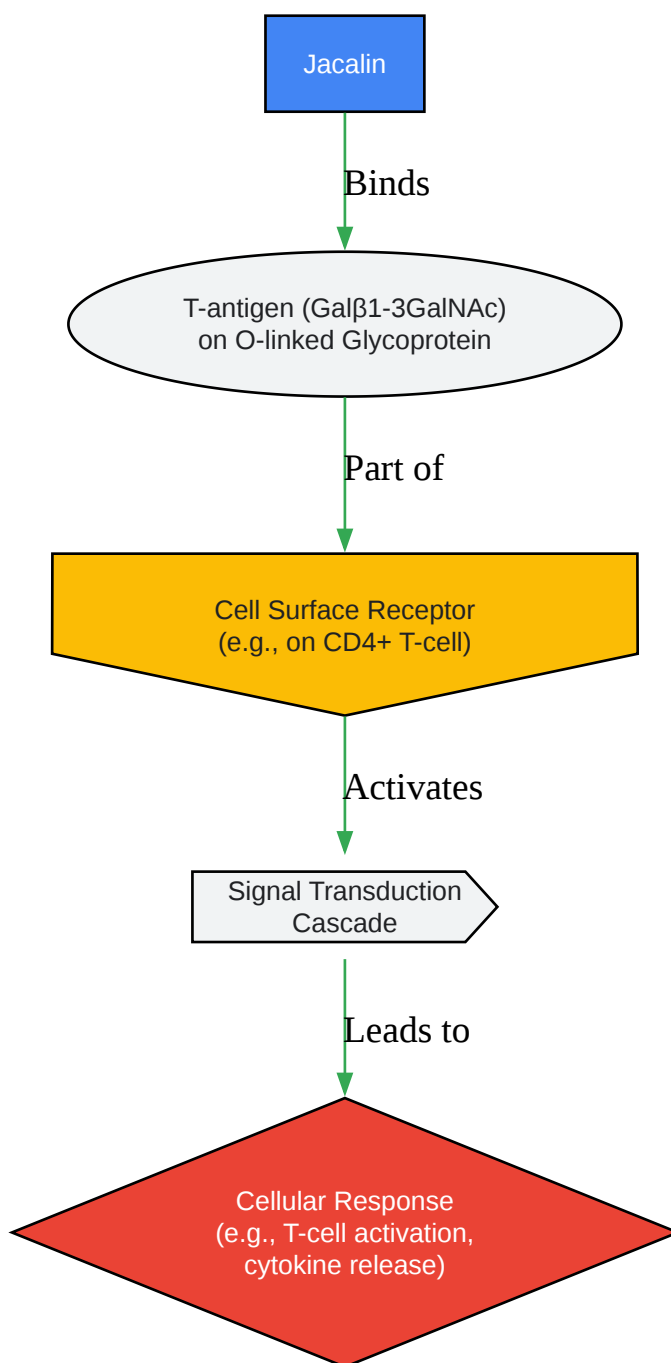 Jacalin
Binds
T-antigen (Galβ1-3GalNAc)
on O-linked Glycoprotein
Part of
Cell Surface Receptor
(e.g., on CD4+ T-cell)
Activates
Signal Transduction
Cascade
Leads to
Cellular Response
(e.g., T-cell activation,
cytokine release)